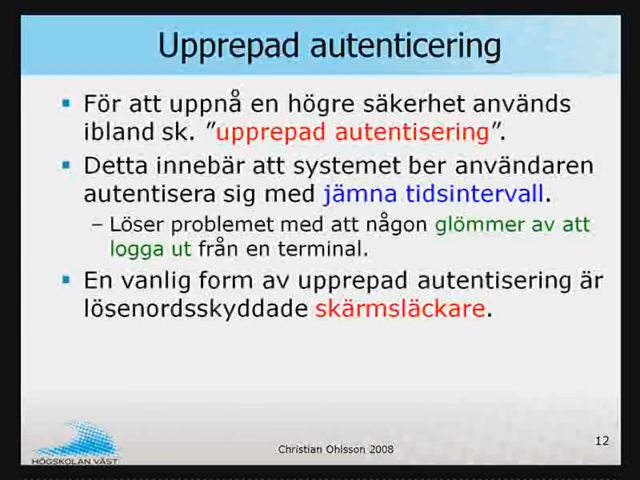 Upprepad autenticering
För att uppnå en högre säkerhet används
ibland sk. ”upprepad autentisering”.
Detta innebär att systemet ber användaren
autentisera sig med jämna tidsintervall.
– Löser problemet med att någon glömmer av att
logga ut från en terminal.
En vanlig form av upprepad autentisering är
lösenordsskyddade skärmsläckare.
HÖGSKOLAN VÄST
Christian Ohlsson 2008
12